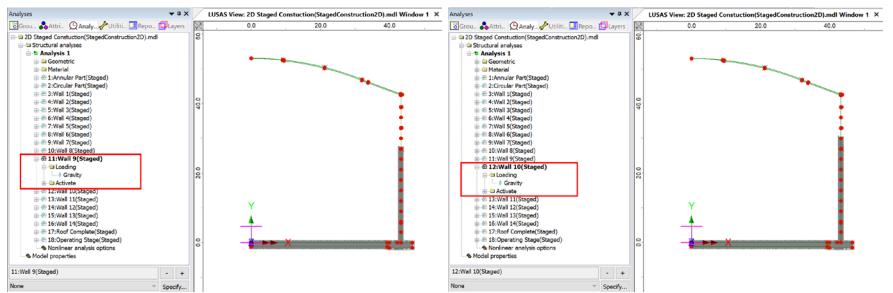 Analyses
Grou... Attri... Analy... Utiliti... Repo... Layers
2D Staged Constuction(StagedConstruction2D).mdl
Structural analyses
Analysis 1
Geometric
Material
1:Annular Part(Staged)
2:Circular Part(Staged)
3:Wall 1(Staged)
4:Wall 2(Staged)
5:Wall 3(Staged)
6:Wall 4(Staged)
7:Wall 5(Staged)
8:Wall 6(Staged)
9:Wall 7(Staged)
10:Wall 8(Staged)
11:Wall 9(Staged)
Loading
Gravity
Activate
12:Wall 10(Staged)
13:Wall 11(Staged)
14:Wall 12(Staged)
15:Wall 13(Staged)
16:Wall 14(Staged)
17:Roof Complete(Staged)
18:Operating Stage(Staged)
Nonlinear analysis options
Model properties
11:Wall 9(Staged)
- +
None
Specify...
LUSAS View: 2D Staged Constuction(StagedConstruction2D).mdl Window 1 ×
0.0 20.0 40.0
60
40.0
20.0
0.0
Y
X
Analyses
Grou... Attri... Analy... Utiliti... Repo... Layers
2D Staged Constuction(StagedConstruction2D).mdl
Structural analyses
Analysis 1
Geometric
Material
1:Annular Part(Staged)
2:Circular Part(Staged)
3:Wall 1(Staged)
4:Wall 2(Staged)
5:Wall 3(Staged)
6:Wall 4(Staged)
7:Wall 5(Staged)
8:Wall 6(Staged)
9:Wall 7(Staged)
10:Wall 8(Staged)
11:Wall 9(Staged)
12:Wall 10(Staged)
Loading
Gravity
Activate
13:Wall 11(Staged)
14:Wall 12(Staged)
15:Wall 13(Staged)
16:Wall 14(Staged)
17:Roof Complete(Staged)
18:Operating Stage(Staged)
Nonlinear analysis options
Model properties
12:Wall 10(Staged)
- +
None
Specify...
LUSAS View: 2D Staged Constuction(StagedConstruction2D).mdl Window 1 ×
0.0 20.0 40.0
60
40.0
20.0
0.0
Y
X